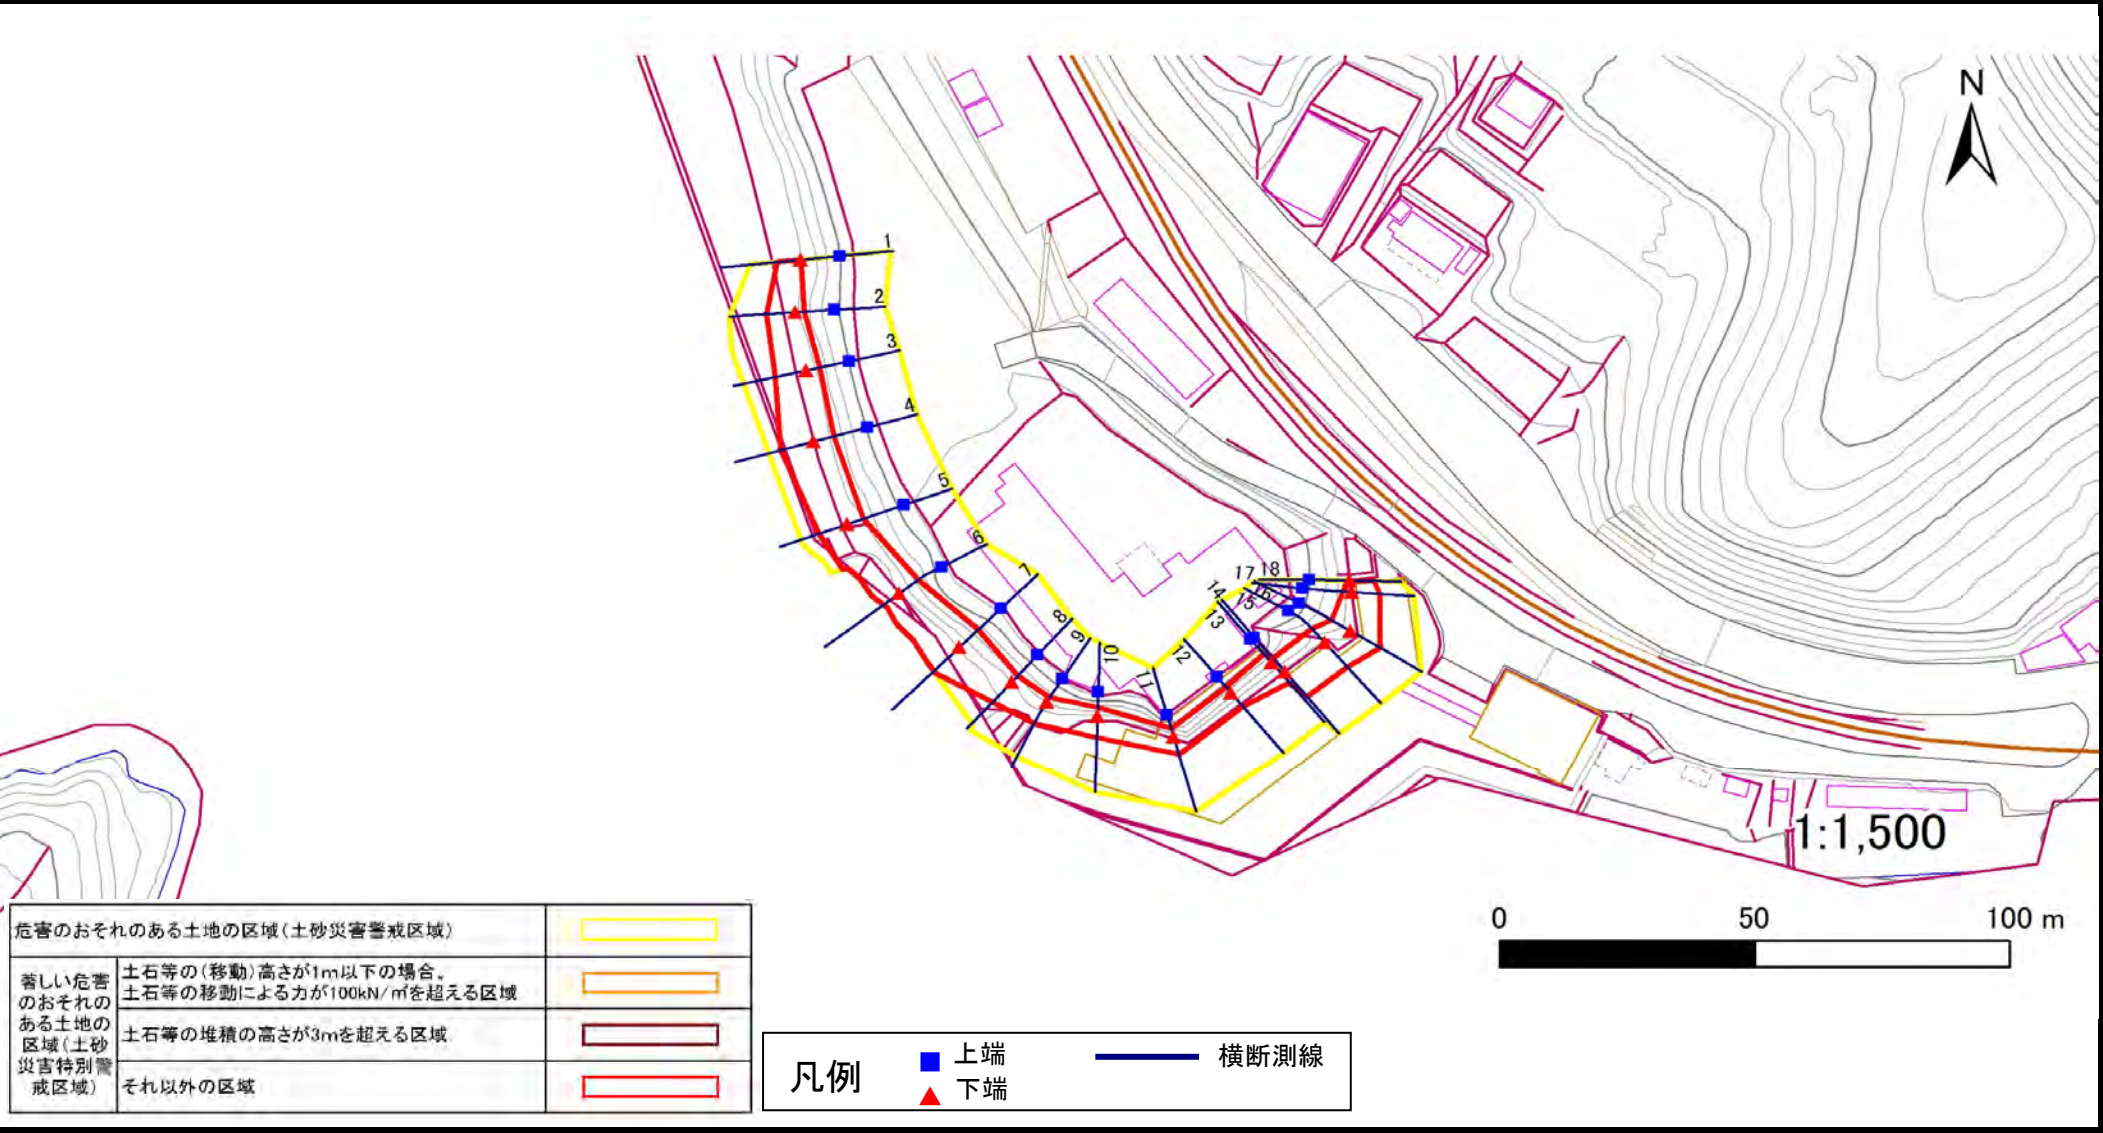 N
1
2
3
4
5
6
7
8
9
10
11
12
13
14
15
16
17
18
1:1,500
0 50 100 m
危害のおそれのある土地の区域(土砂災害警戒区域)
著しい危害
のおそれの
ある土地の
区域(土砂
災害特別警
戒区域)
土石等の(移動)高さが1m以下の場合、
土石等の移動による力が100kN/㎡を超える区域
土石等の堆積の高さが3mを超える区域
それ以外の区域
凡例
上端
下端
横断測線